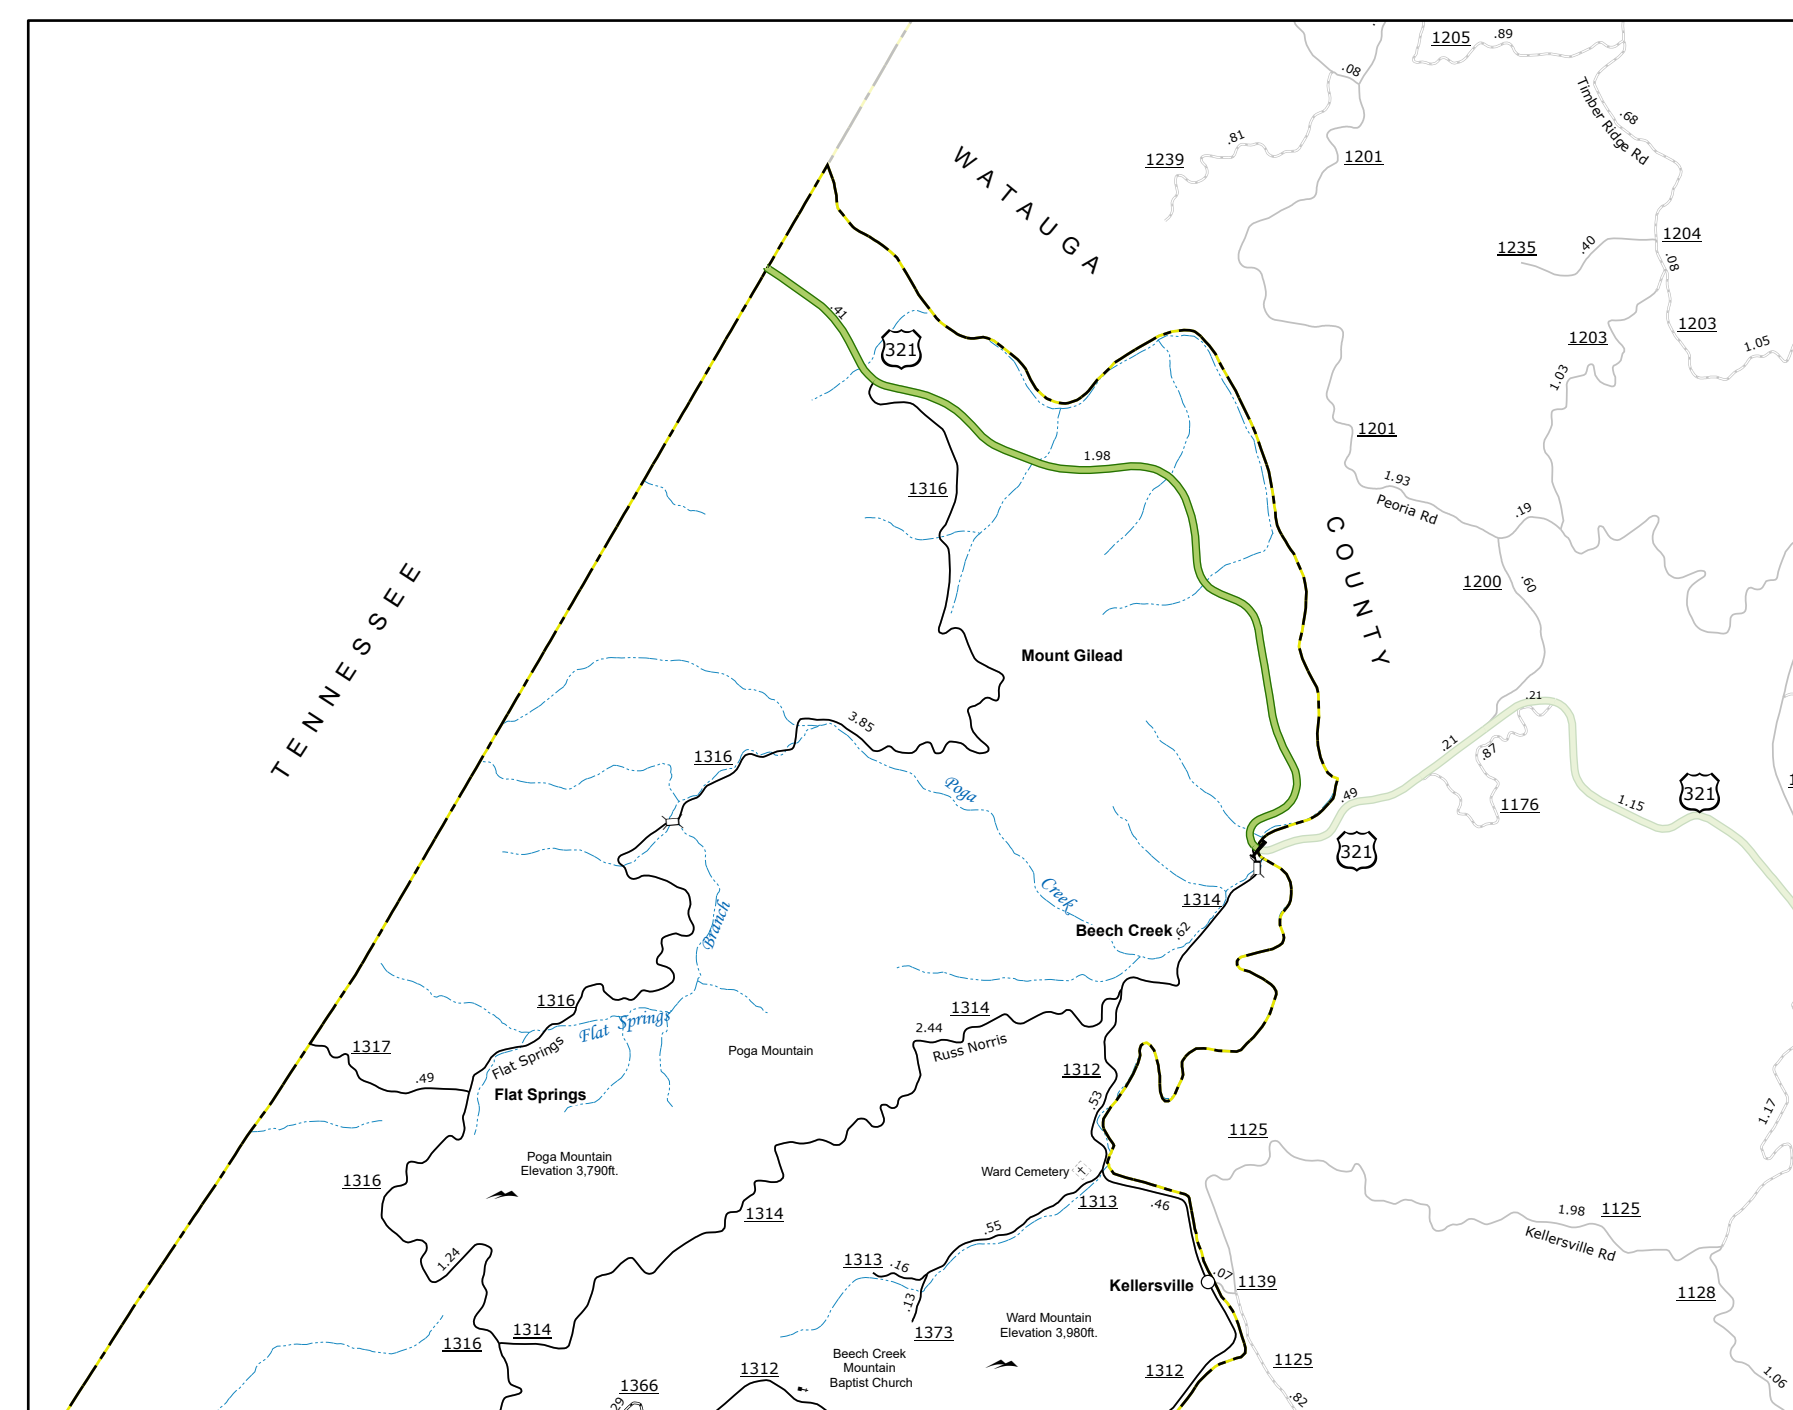 1205
.89
.08
Timber Ridge Rd
.68
.81
1239
1201
WATAUGA
1204
1235
.40
.08
.41
321
1203
1203
1.05
1.03
1201
1.98
1316
1.93
Peoria Rd
.19
COUNTY
1200
.60
TENNESSEE
Mount Gilead
.21
3.85
1316
.21
.87
Poga
.49
321
1.15
1176
321
Creek
1314
Branch
Beech Creek
.62
1316
1314
Flat Springs
2.44
1317
Flat Springs
Poga Mountain
Russ Norris
.49
1312
Flat Springs
.53
1.17
1125
Poga Mountain
Elevation 3,790ft.
Ward Cemetery
1316
1313
.46
1314
1.98
1125
.55
Kellersville Rd
1.24
1313
.16
Kellersville
.07
1139
.13
1128
Ward Mountain
Elevation 3,980ft.
1314
1316
1373
Beech Creek
Mountain
Baptist Church
1312
1312
1125
1366
.29
.82
1.06